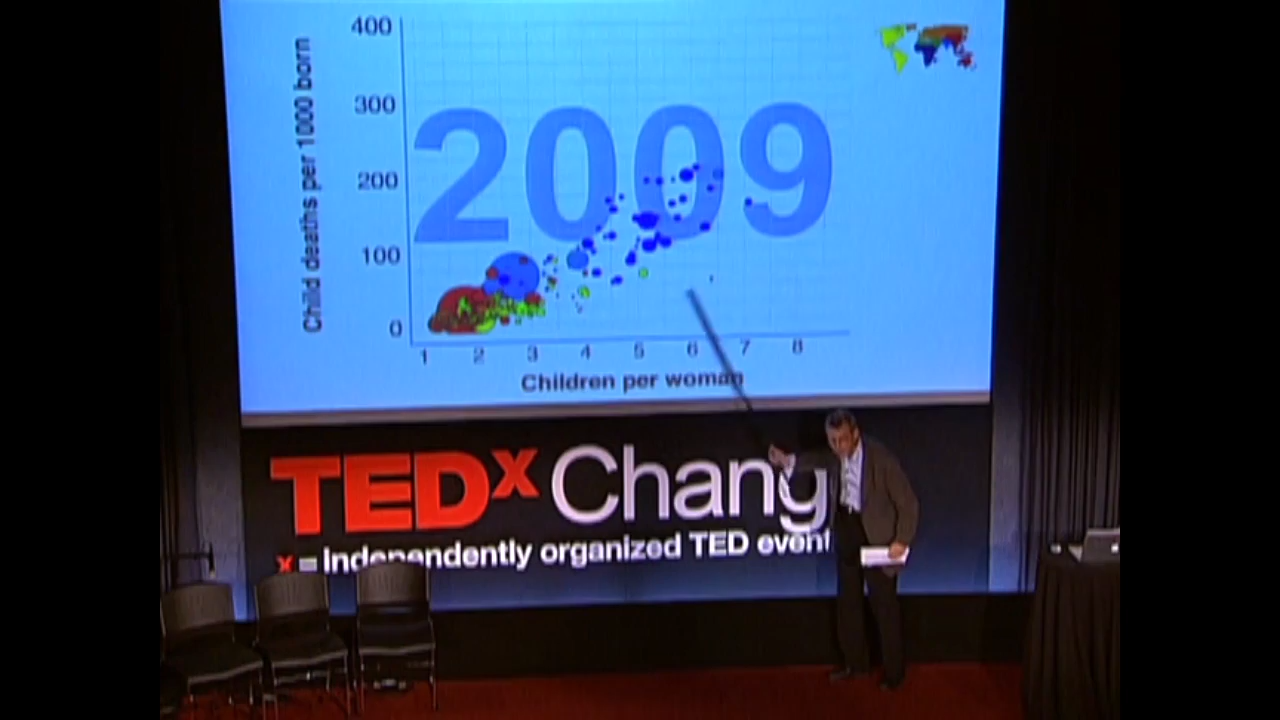 400
300
200
100
0
Child deaths per 1000 born
2009
1 2 3 4 5 6 7 8
Children per woman
TEDx Chang
x = independently organized TED event